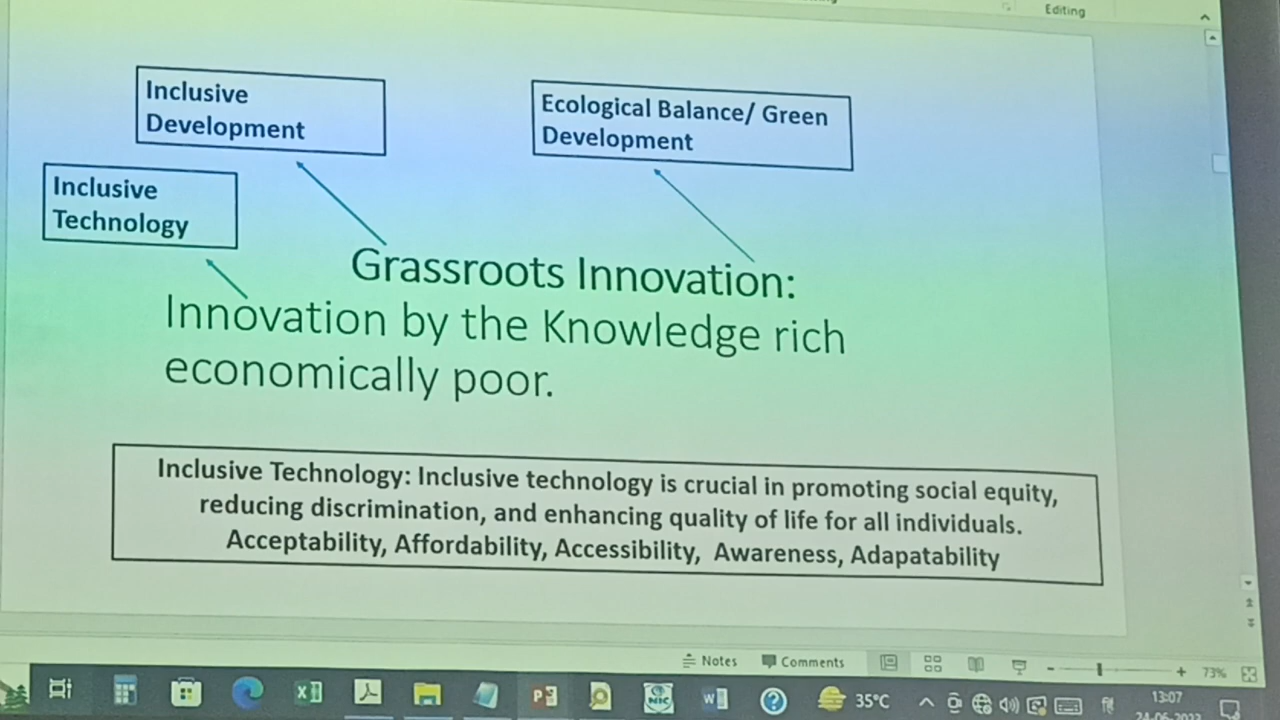 Editing
Inclusive
Development
Ecological Balance/ Green
Development
Inclusive
Technology
Grassroots Innovation:
Innovation by the Knowledge rich
economically poor.
Inclusive Technology: Inclusive technology is crucial in promoting social equity,
reducing discrimination, and enhancing quality of life for all individuals.
Acceptability, Affordability, Accessibility, Awareness, Adapatability
Notes Comments 73%
NIC 35°C 13:07